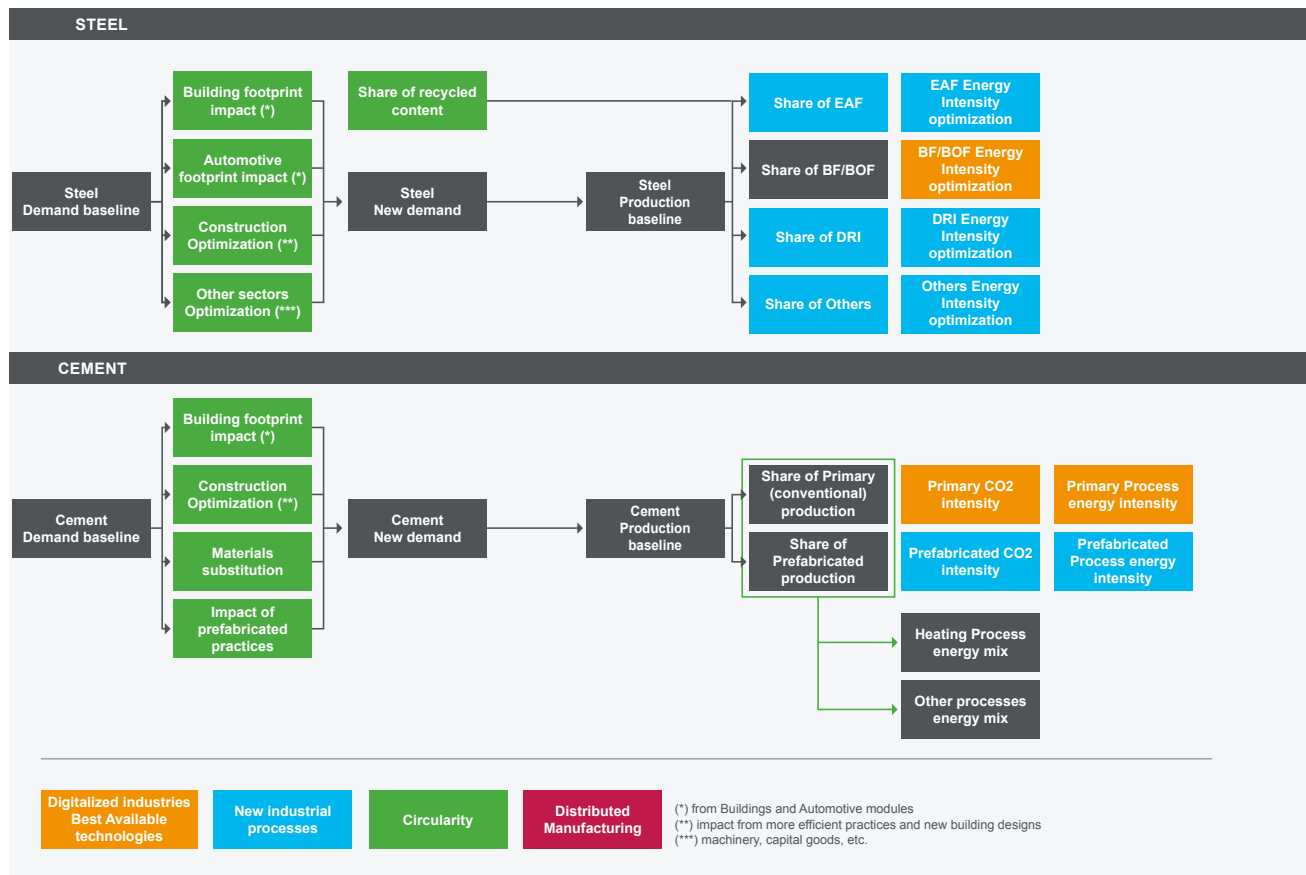 STEEL
Steel
Demand baseline
Building footprint
impact (*)
Automotive
footprint impact (*)
Construction
Optimization (**)
Other sectors
Optimization (***)
Share of recycled
content
Steel
New demand
Steel
Production
baseline
Share of EAF
EAF Energy
Intensity
optimization
Share of BF/BOF
BF/BOF Energy
Intensity
optimization
Share of DRI
DRI Energy
Intensity
optimization
Share of Others
Others Energy
Intensity
optimization
CEMENT
Cement
Demand baseline
Building footprint
impact (*)
Construction
Optimization (**)
Materials
substitution
Impact of
prefabricated
practices
Cement
New demand
Cement
Production
baseline
Share of Primary
(conventional)
production
Primary CO2
intensity
Primary Process
energy intensity
Share of
Prefabricated
production
Prefabricated CO2
intensity
Prefabricated
Process energy
intensity
Heating Process
energy mix
Other processes
energy mix
Digitalized industries
Best Available
technologies
New industrial
processes
Circularity
Distributed
Manufacturing
(*) from Buildings and Automotive modules
(**) impact from more efficient practices and new building designs
(***) machinery, capital goods, etc.